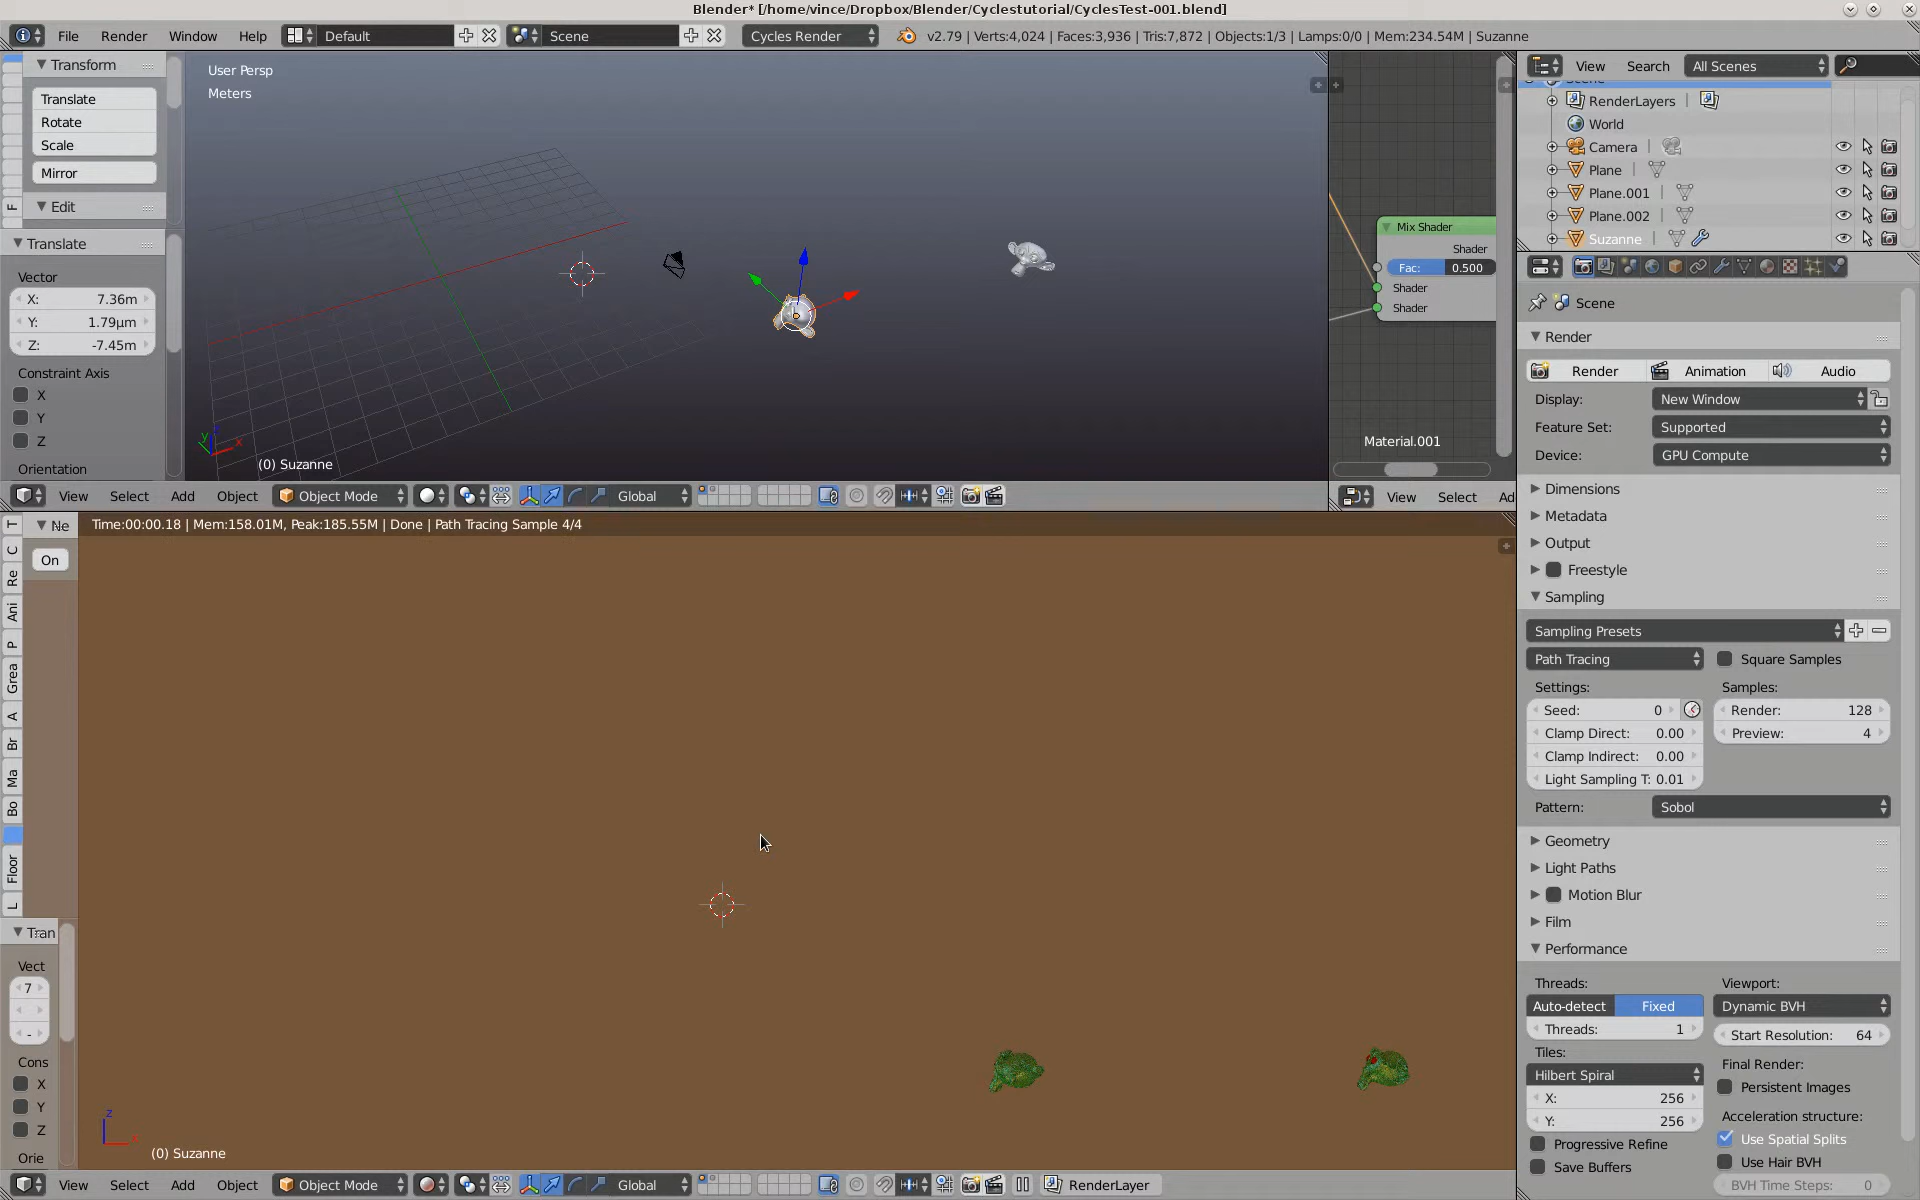 Blender* [/home/vince/Dropbox/Blender/Cyclestutorial/CyclesTest-001.blend]
File Render Window Help Default Scene Cycles Render v2.79 | Verts:4,024 | Faces:3,936 | Tris:7,872 | Objects:1/3 | Lamps:0/0 | Mem:234.54M | Suzanne
Transform
Translate
Rotate
Scale
Mirror
F
Edit
Translate
Vector
X: 7.36m
Y: 1.79µm
Z: -7.45m
Constraint Axis
X
Y
Z
Orientation
User Persp
Meters
y x
(0) Suzanne
View Select Add Object Object Mode Global
Mix Shader
Shader
Fac: 0.500
Shader
Shader
Material.001
View Select Ad
View Search All Scenes
RenderLayers
World
Camera
Plane
Plane.001
Plane.002
Suzanne
Scene
Render
Render Animation Audio
Display: New Window
Feature Set: Supported
Device: GPU Compute
Dimensions
Metadata
Output
Freestyle
Sampling
Sampling Presets
Path Tracing Square Samples
Settings: Samples:
Seed: 0 Render: 128
Clamp Direct: 0.00 Preview: 4
Clamp Indirect: 0.00
Light Sampling T: 0.01
Pattern: Sobol
Geometry
Light Paths
Motion Blur
Film
Performance
Threads: Viewport:
Auto-detect Fixed Dynamic BVH
Threads: 1 Start Resolution: 64
Tiles: Final Render:
Hilbert Spiral Persistent Images
X: 256 Acceleration structure:
Y: 256 Use Spatial Splits
Progressive Refine Use Hair BVH
Save Buffers BVH Time Steps: 0
T
C
Re
Ani
P
Grea
A
Br
Ma
Bo
Floor
L
Ne
On
Tran
Vect
7
-
Cons
X
Y
Z
Orie
Time:00:00.18 | Mem:158.01M, Peak:185.55M | Done | Path Tracing Sample 4/4
z
x
(0) Suzanne
View Select Add Object Object Mode Global RenderLayer